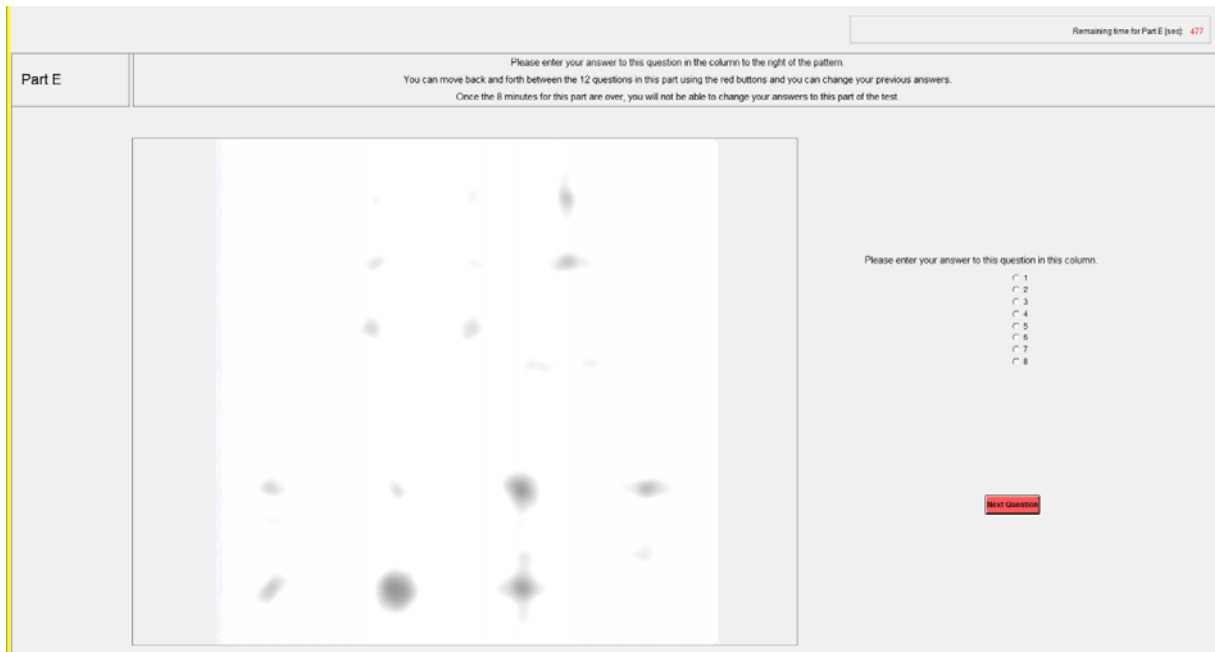 Remaining time for Part E [sec]: 477
Part E
Please enter your answer to this question in the column to the right of the pattern.
You can move back and forth between the 12 questions in this part using the red buttons and you can change your previous answers.
Once the 8 minutes for this part are over, you will not be able to change your answers to this part of the test.
Please enter your answer to this question in this column.
1
2
3
4
5
6
7
8
Next Question